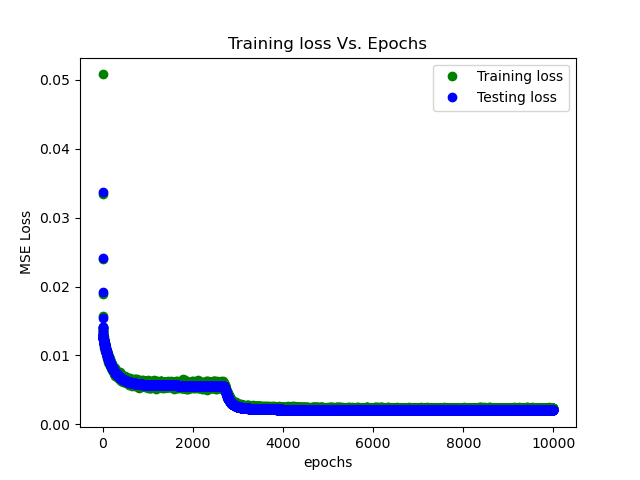 Training loss Vs. Epochs
Training loss
Testing loss
MSE Loss
0.05
0.04
0.03
0.02
0.01
0.00
0 2000 4000 6000 8000 10000
epochs